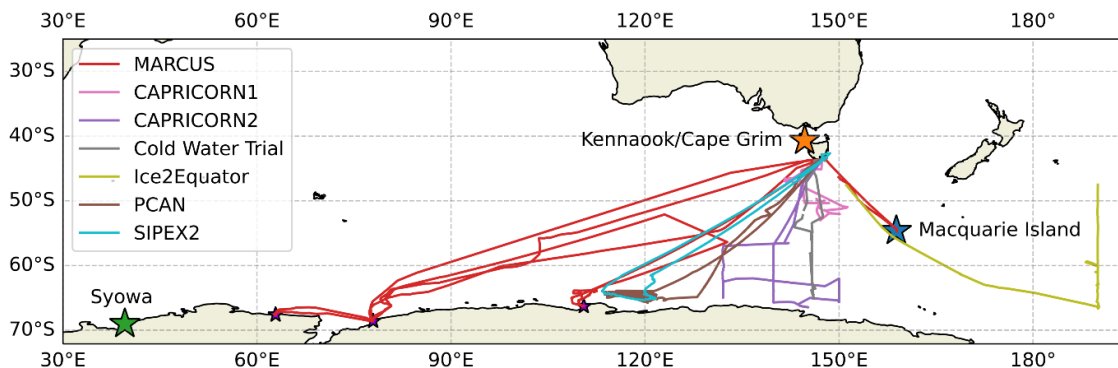 30°E 60°E 90°E 120°E 150°E 180°
MARCUS
CAPRICORN1
CAPRICORN2
Cold Water Trial
Ice2Equator
PCAN
SIPEX2
30°S
40°S
50°S
60°S
70°S
Kennaook/Cape Grim
Macquarie Island
Syowa
30°E 60°E 90°E 120°E 150°E 180°